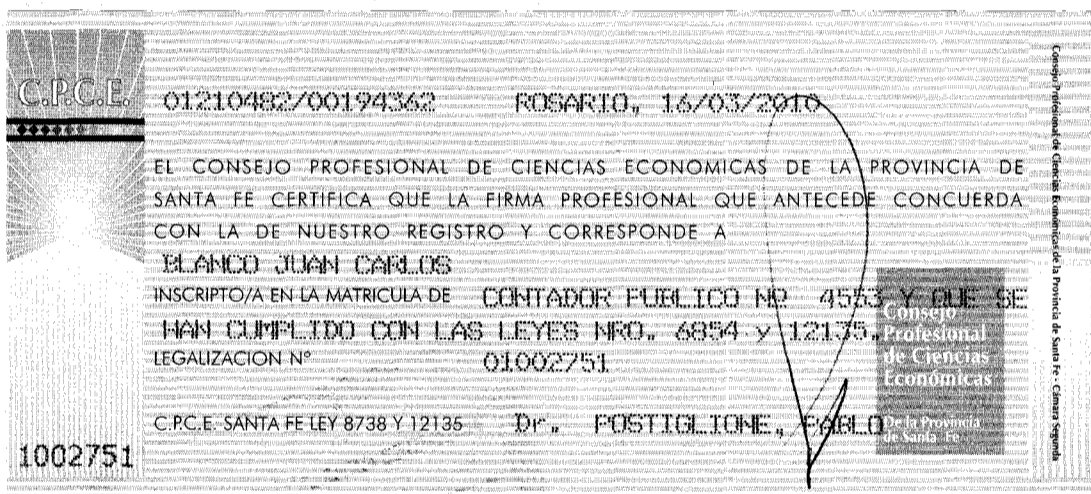 C.P.C.E.
01210482/00194362 ROSARIO, 16/03/2010
EL CONSEJO PROFESIONAL DE CIENCIAS ECONOMICAS DE LA PROVINCIA DE
SANTA FE CERTIFICA QUE LA FIRMA PROFESIONAL QUE ANTECEDE CONCUERDA
CON LA DE NUESTRO REGISTRO Y CORRESPONDE A
BLANCO JUAN CARLOS
INSCRIPTO/A EN LA MATRICULA DE CONTADOR PUBLICO Nº 4553 Y QUE SE
HAN CUMPLIDO CON LAS LEYES NRO. 6854 y 12135.
LEGALIZACION Nº 01002751
C.P.C.E. SANTA FE LEY 8738 Y 12135 Dr. POSTIGLIONE, PABLO
1002751
Consejo
Profesional
de Ciencias
Económicas
De la Provincia
de Santa Fe
Consejo Profesional de Ciencias Económicas de la Provincia de Santa Fe - Cámara Segunda